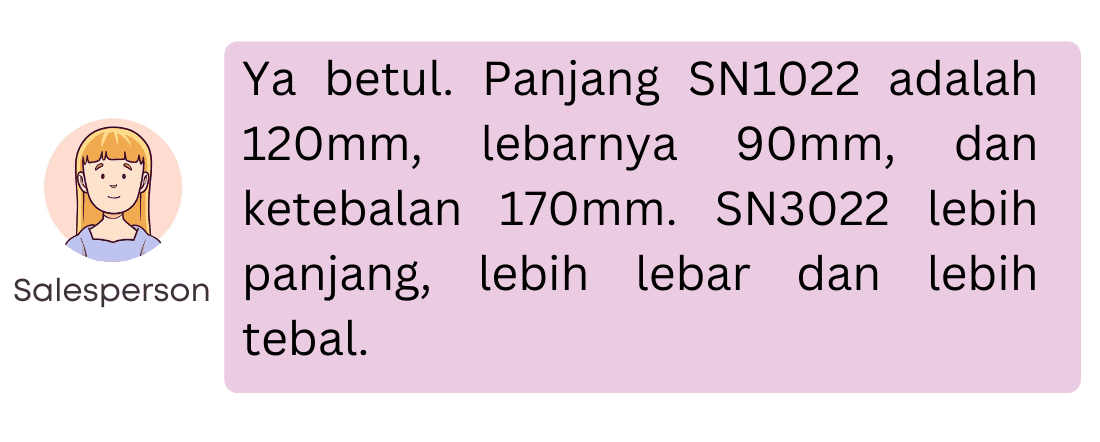 Ya betul. Panjang SN1022 adalah
120mm, lebarnya 90mm, dan
ketebalan 170mm. SN3022 lebih
panjang, lebih lebar dan lebih
tebal.
Salesperson